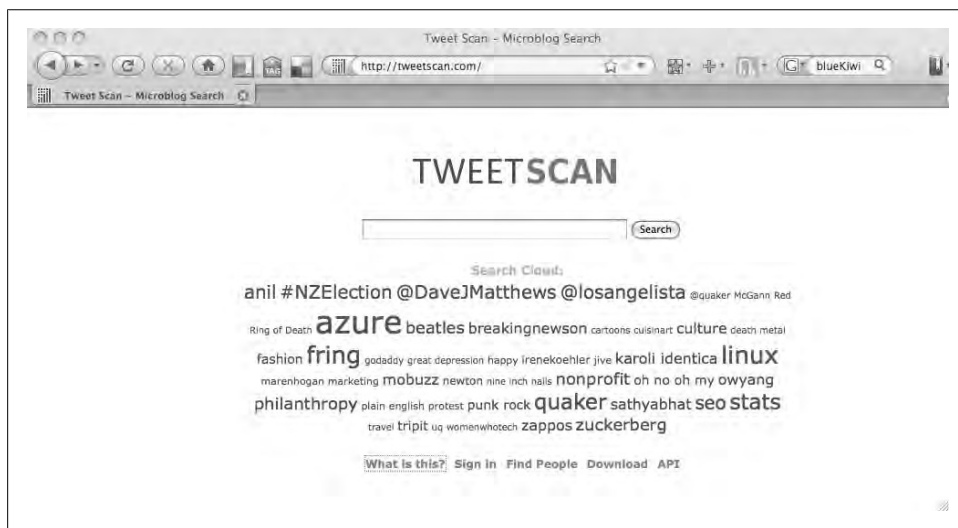 Tweet Scan – Microblog Search
http://tweetscan.com/
G
blueKiwi
Tweet Scan – Microblog Search
TWEETSCAN
Search
Search Cloud:
anil #NZElection @DaveJMatthews @losangelista @quaker McGann Red
Ring of Death azure beatles breakingnewson cartoons cuisinart culture death metal
fashion fring godaddy great depression happy irenekoehler jive karoli identica linux
marenhogan marketing mobuzz newton nine inch nails nonprofit oh no oh my owyang
philanthropy plain english protest punk rock quaker sathyabhat seo stats
travel tripit uq womenwhotech zappos zuckerberg
What is this? Sign in Find People Download API